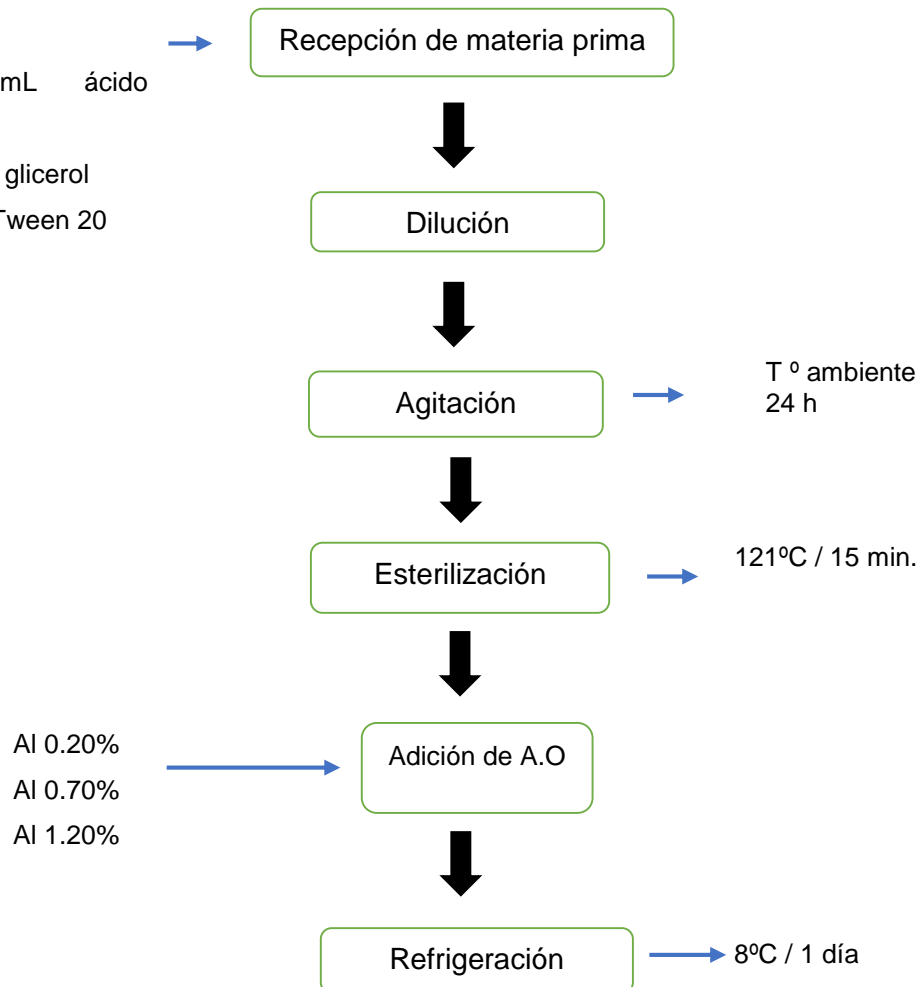 Recepción de materia prima
mL ácido
glicerol
Tween 20
Dilución
Agitación
T º ambiente
24 h
Esterilización
121ºC / 15 min.
Adición de A.O
Al 0.20%
Al 0.70%
Al 1.20%
Refrigeración
8ºC / 1 día